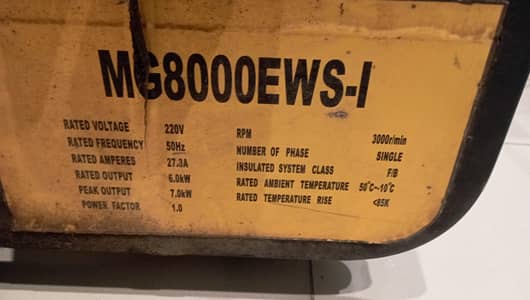 MG8000EWS-I
RATED VOLTAGE 220V
RATED FREQUENCY 50Hz
RATED AMPERES 27.3A
RATED OUTPUT 6.0kW
PEAK OUTPUT 7.0kW
POWER FACTOR 1.0
RPM 3000r/min
NUMBER OF PHASE SINGLE
INSULATED SYSTEM CLASS F/B
RATED AMBIENT TEMPERATURE 50°C~10°C
RATED TEMPERATURE RISE <85K